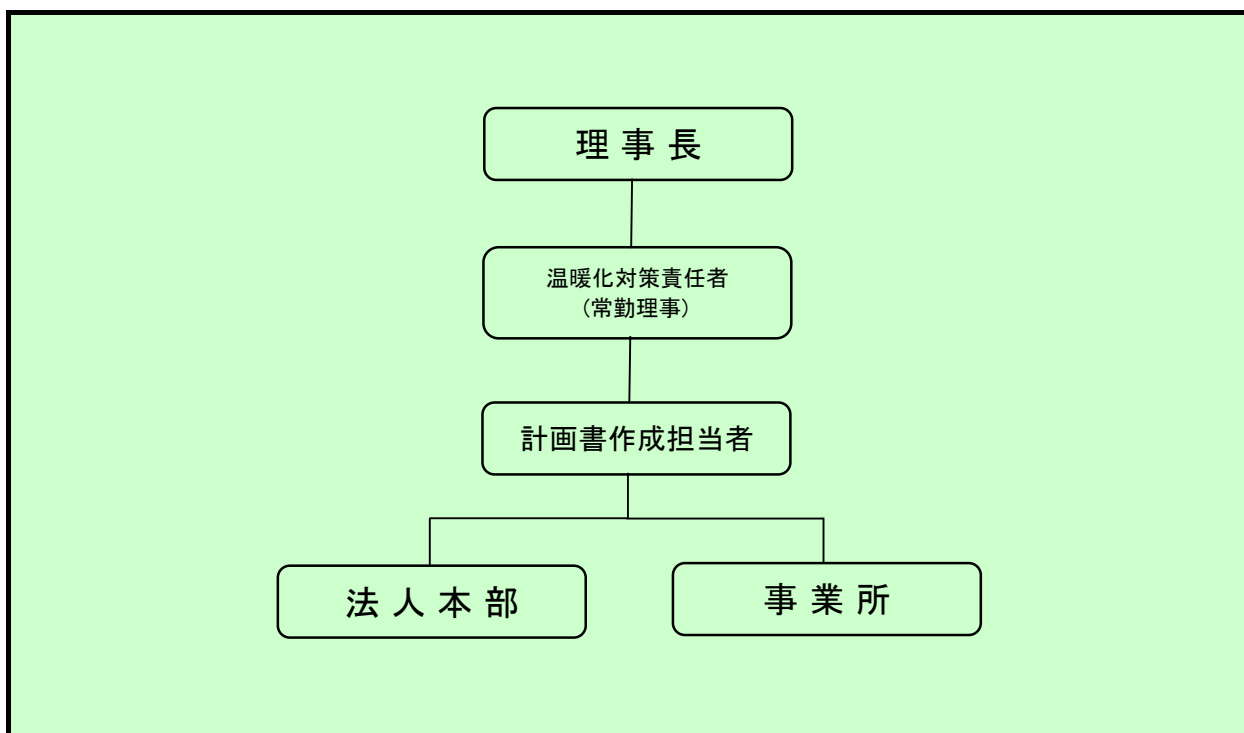 理事長
温暖化対策責任者
(常勤理事)
計画書作成担当者
法人本部
事業所